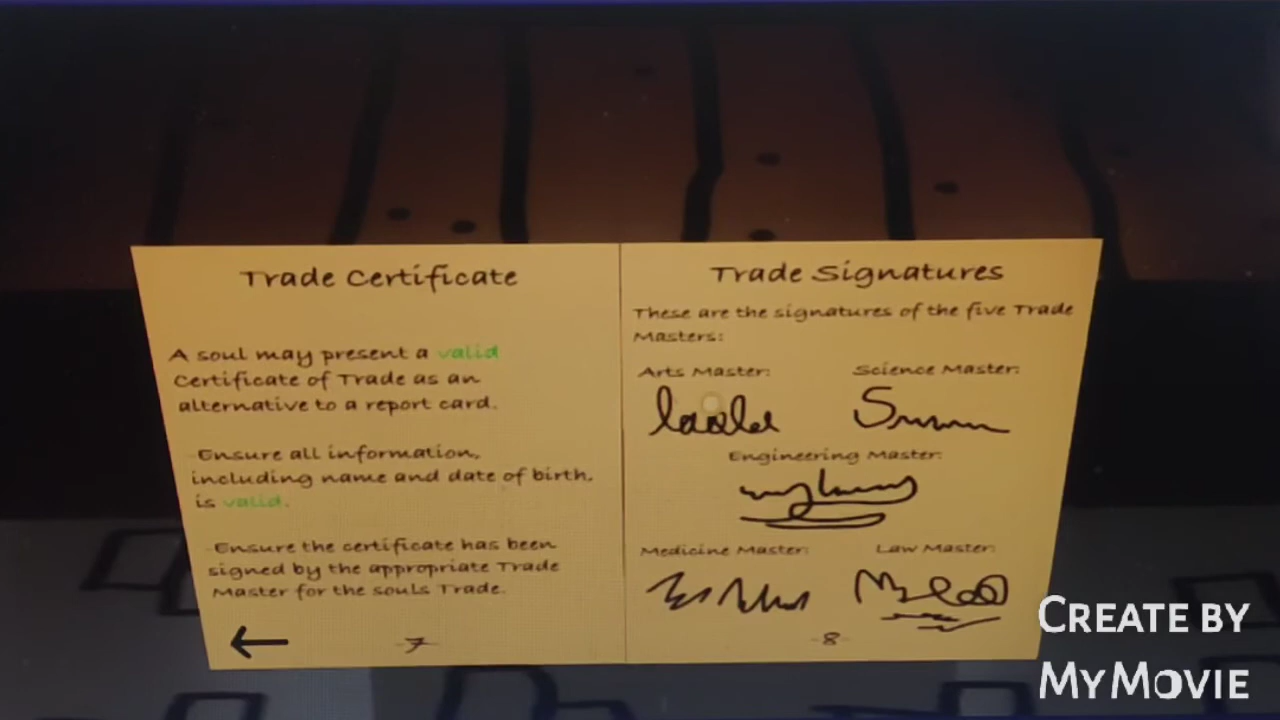 Trade Certificate
A soul may present a valid
Certificate of Trade as an
alternative to a report card.
-Ensure all information,
including name and date of birth,
is valid.
-Ensure the certificate has been
signed by the appropriate Trade
Master for the souls Trade.
-7-
Trade Signatures
These are the signatures of the five Trade
Masters:
Arts Master: Science Master:
Engineering Master:
Medicine Master: Law Master:
-8-
CREATE BY
MYMOVIE